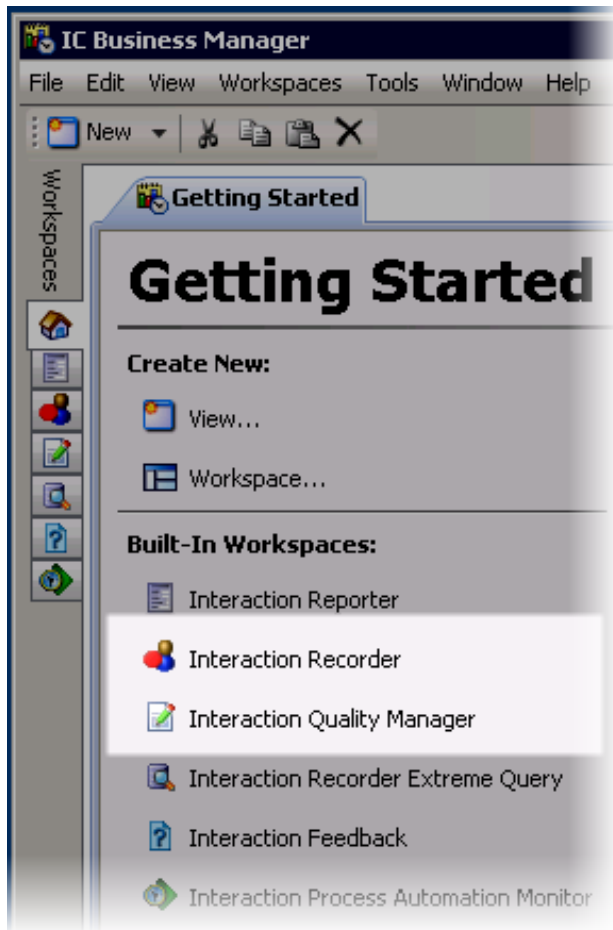 IC Business Manager
File Edit View Workspaces Tools Window Help
New
Workspaces
Getting Started
Getting Started
Create New:
View...
Workspace...
Built-In Workspaces:
Interaction Reporter
Interaction Recorder
Interaction Quality Manager
Interaction Recorder Extreme Query
Interaction Feedback
Interaction Process Automation Monitor